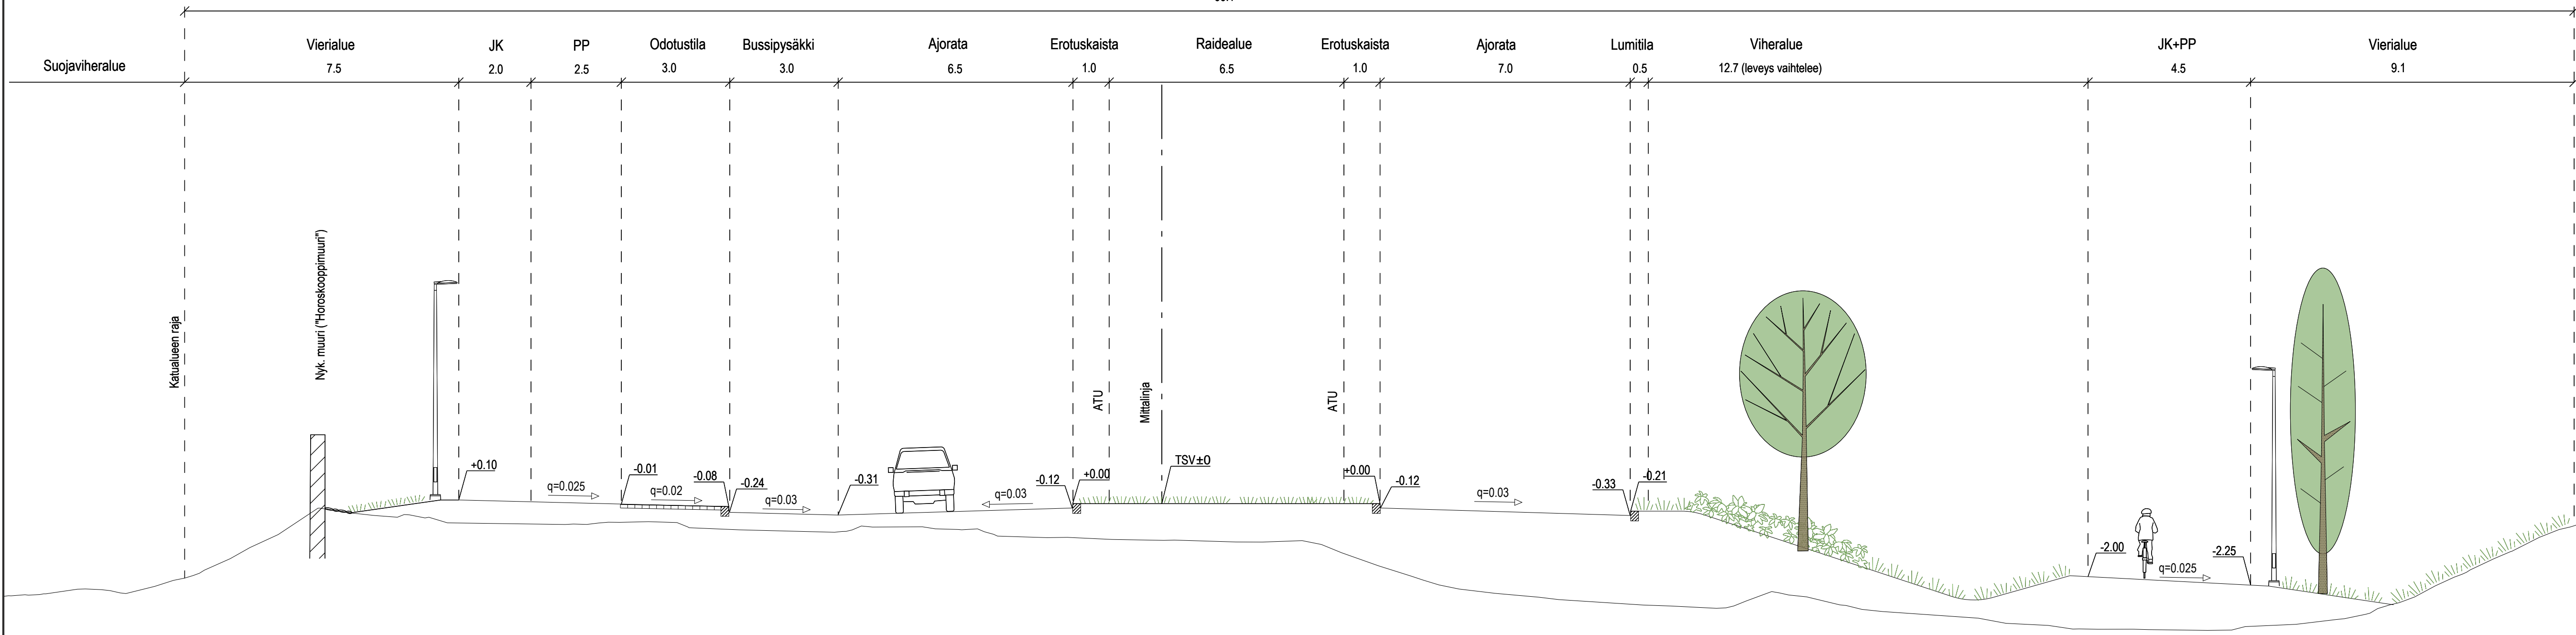 Vierialue JK PP Odotustila Bussipysäkki Ajorata Erotuskaista Raidealue Erotuskaista Ajorata Lumitila Viheralue JK+PP Vierialue
Suojaviheralue 7.5 2.0 2.5 3.0 3.0 6.5 1.0 6.5 1.0 7.0 0.5 12.7 (leveys vaihtelee) 4.5 9.1
Katualueen raja
Nyk. muuri ("Horoskooppimuuri")
ATU
Mittalinja
ATU
+0.10
q=0.025
-0.01
q=0.02
-0.08
-0.24
q=0.03
-0.31
q=0.03
-0.12
+0.00
TSV±0
+0.00
-0.12
q=0.03
-0.33
-0.21
-2.00
q=0.025
-2.25